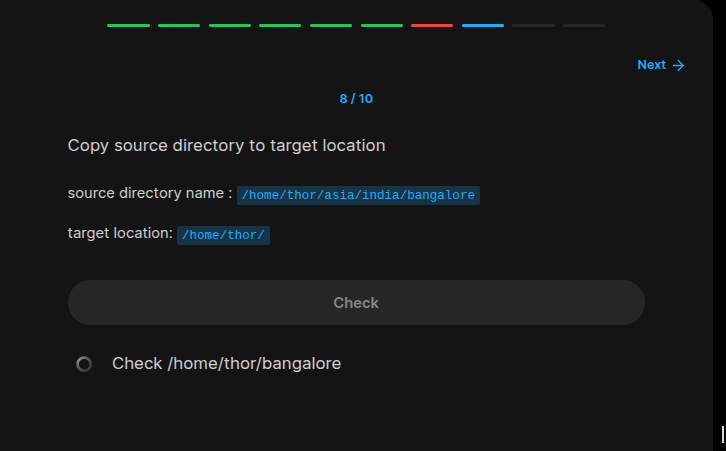 Next →
8 / 10
Copy source directory to target location
source directory name : /home/thor/asia/india/bangalore
target location: /home/thor/
Check
Check /home/thor/bangalore